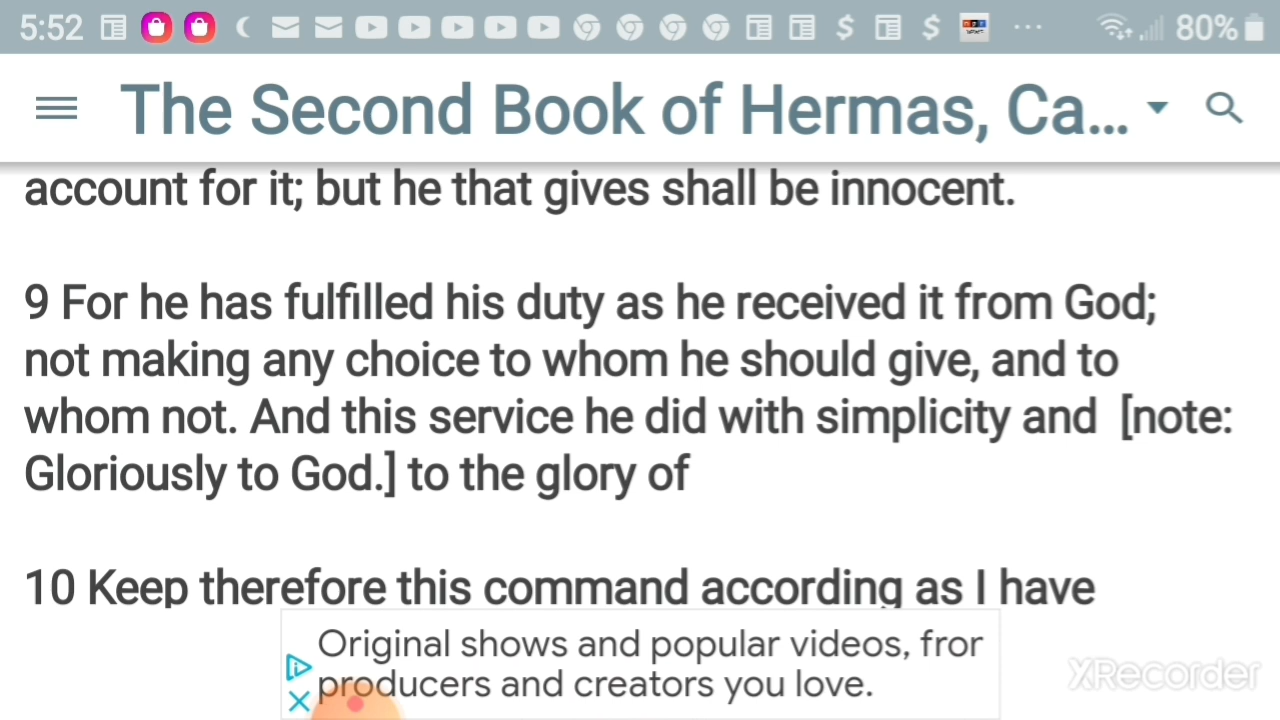 5:52
80%
The Second Book of Hermas, Ca...
account for it; but he that gives shall be innocent.
9 For he has fulfilled his duty as he received it from God;
not making any choice to whom he should give, and to
whom not. And this service he did with simplicity and [note:
Gloriously to God.] to the glory of
10 Keep therefore this command according as I have
Original shows and popular videos, fror
producers and creators you love.
XRecorder